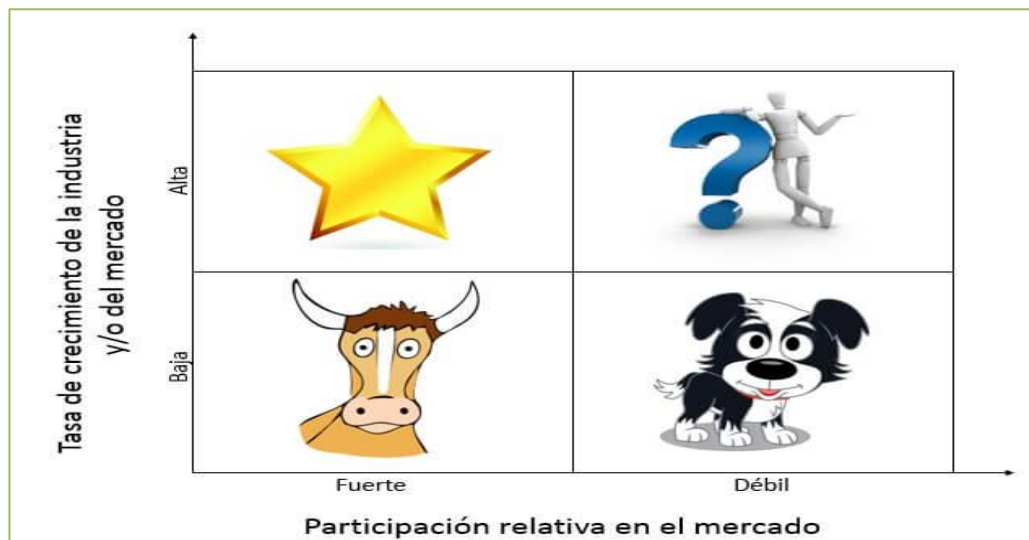 Tasa de crecimiento de la industria
y/o del mercado
Alta
?
Baja
Fuerte
Débil
Participación relativa en el mercado